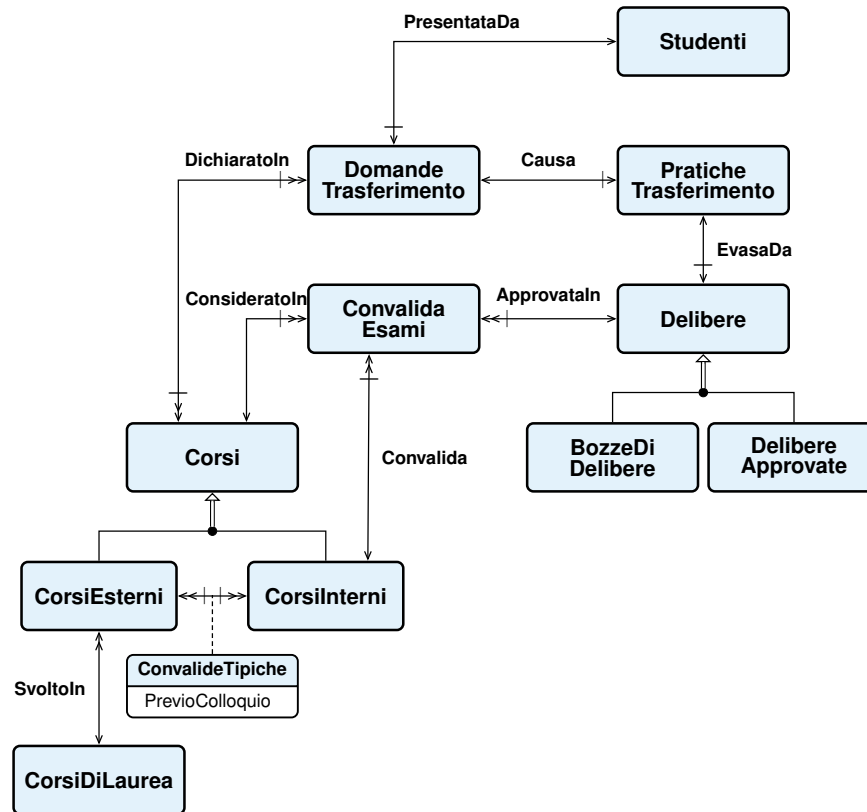 PresentataDa
Studenti
DichiaratoIn
Domande
Trasferimento
Causa
Pratiche
Trasferimento
EvasaDa
ConsideratoIn
Convalida
Esami
ApprovataIn
Delibere
Corsi
Convalida
BozzeDi
Delibere
Delibere
Approvate
CorsiEsterni
CorsiInterni
ConvalideTipiche
PrevioColloquio
SvoltoIn
CorsiDiLaurea